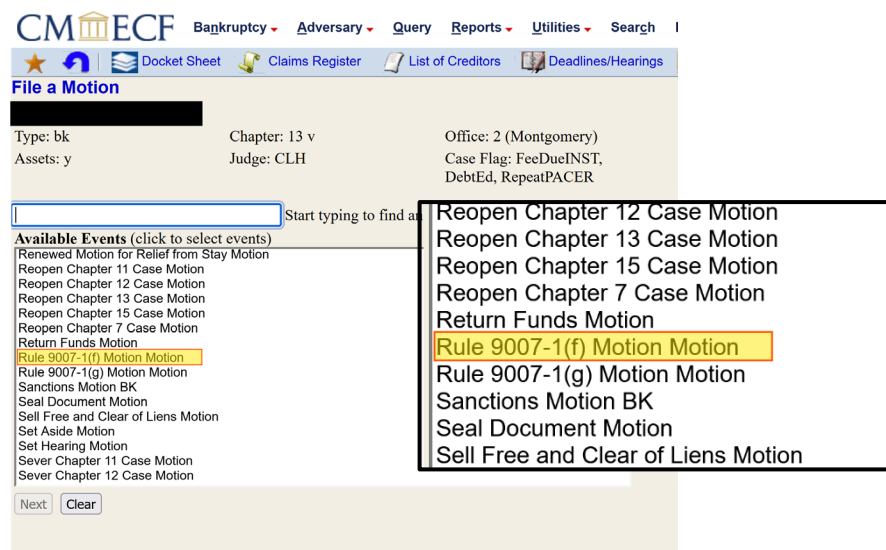 CM ECF Bankruptcy Adversary Query Reports Utilities Search
Docket Sheet Claims Register List of Creditors Deadlines/Hearings
File a Motion
Type: bk Chapter: 13 v Office: 2 (Montgomery)
Assets: y Judge: CLH Case Flag: FeeDueINST,
DebtEd, RepeatPACER
Start typing to find an
Available Events (click to select events)
Renewed Motion for Relief from Stay Motion
Reopen Chapter 11 Case Motion
Reopen Chapter 12 Case Motion
Reopen Chapter 13 Case Motion
Reopen Chapter 15 Case Motion
Reopen Chapter 7 Case Motion
Return Funds Motion
Rule 9007-1(f) Motion Motion
Rule 9007-1(g) Motion Motion
Sanctions Motion BK
Seal Document Motion
Sell Free and Clear of Liens Motion
Set Aside Motion
Set Hearing Motion
Sever Chapter 11 Case Motion
Sever Chapter 12 Case Motion
Next Clear
Reopen Chapter 12 Case Motion
Reopen Chapter 13 Case Motion
Reopen Chapter 15 Case Motion
Reopen Chapter 7 Case Motion
Return Funds Motion
Rule 9007-1(f) Motion Motion
Rule 9007-1(g) Motion Motion
Sanctions Motion BK
Seal Document Motion
Sell Free and Clear of Liens Motion